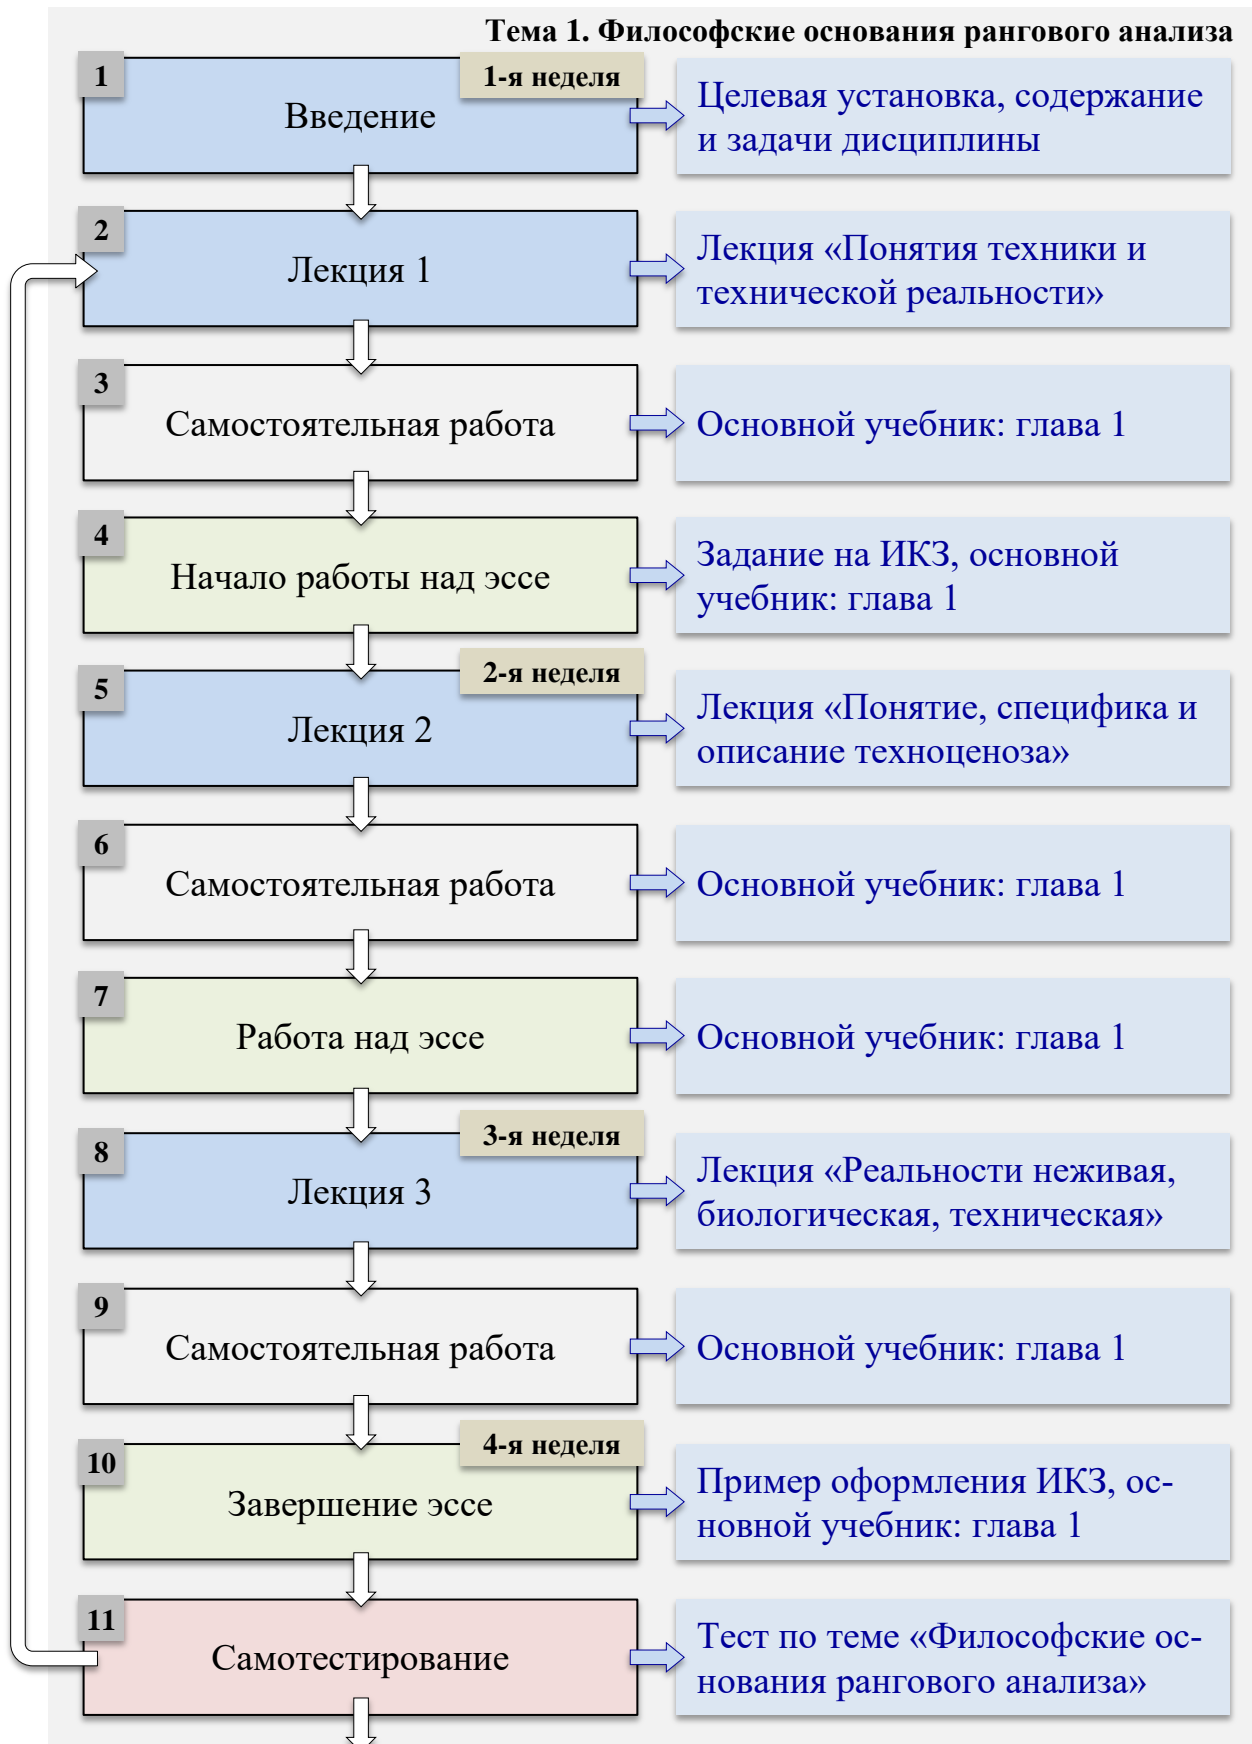 Тема 1. Философские основания рангового анализа
1
1-я неделя
Введение
Целевая установка, содержание
и задачи дисциплины
2
Лекция 1
Лекция «Понятия техники и
технической реальности»
3
Самостоятельная работа
Основной учебник: глава 1
4
Начало работы над эссе
Задание на ИКЗ, основной
учебник: глава 1
2-я неделя
5
Лекция 2
Лекция «Понятие, специфика и
описание техноценоза»
6
Самостоятельная работа
Основной учебник: глава 1
7
Работа над эссе
Основной учебник: глава 1
3-я неделя
8
Лекция 3
Лекция «Реальности неживая,
биологическая, техническая»
9
Самостоятельная работа
Основной учебник: глава 1
4-я неделя
10
Завершение эссе
Пример оформления ИКЗ, ос-
новной учебник: глава 1
11
Самотестирование
Тест по теме «Философские ос-
нования рангового анализа»